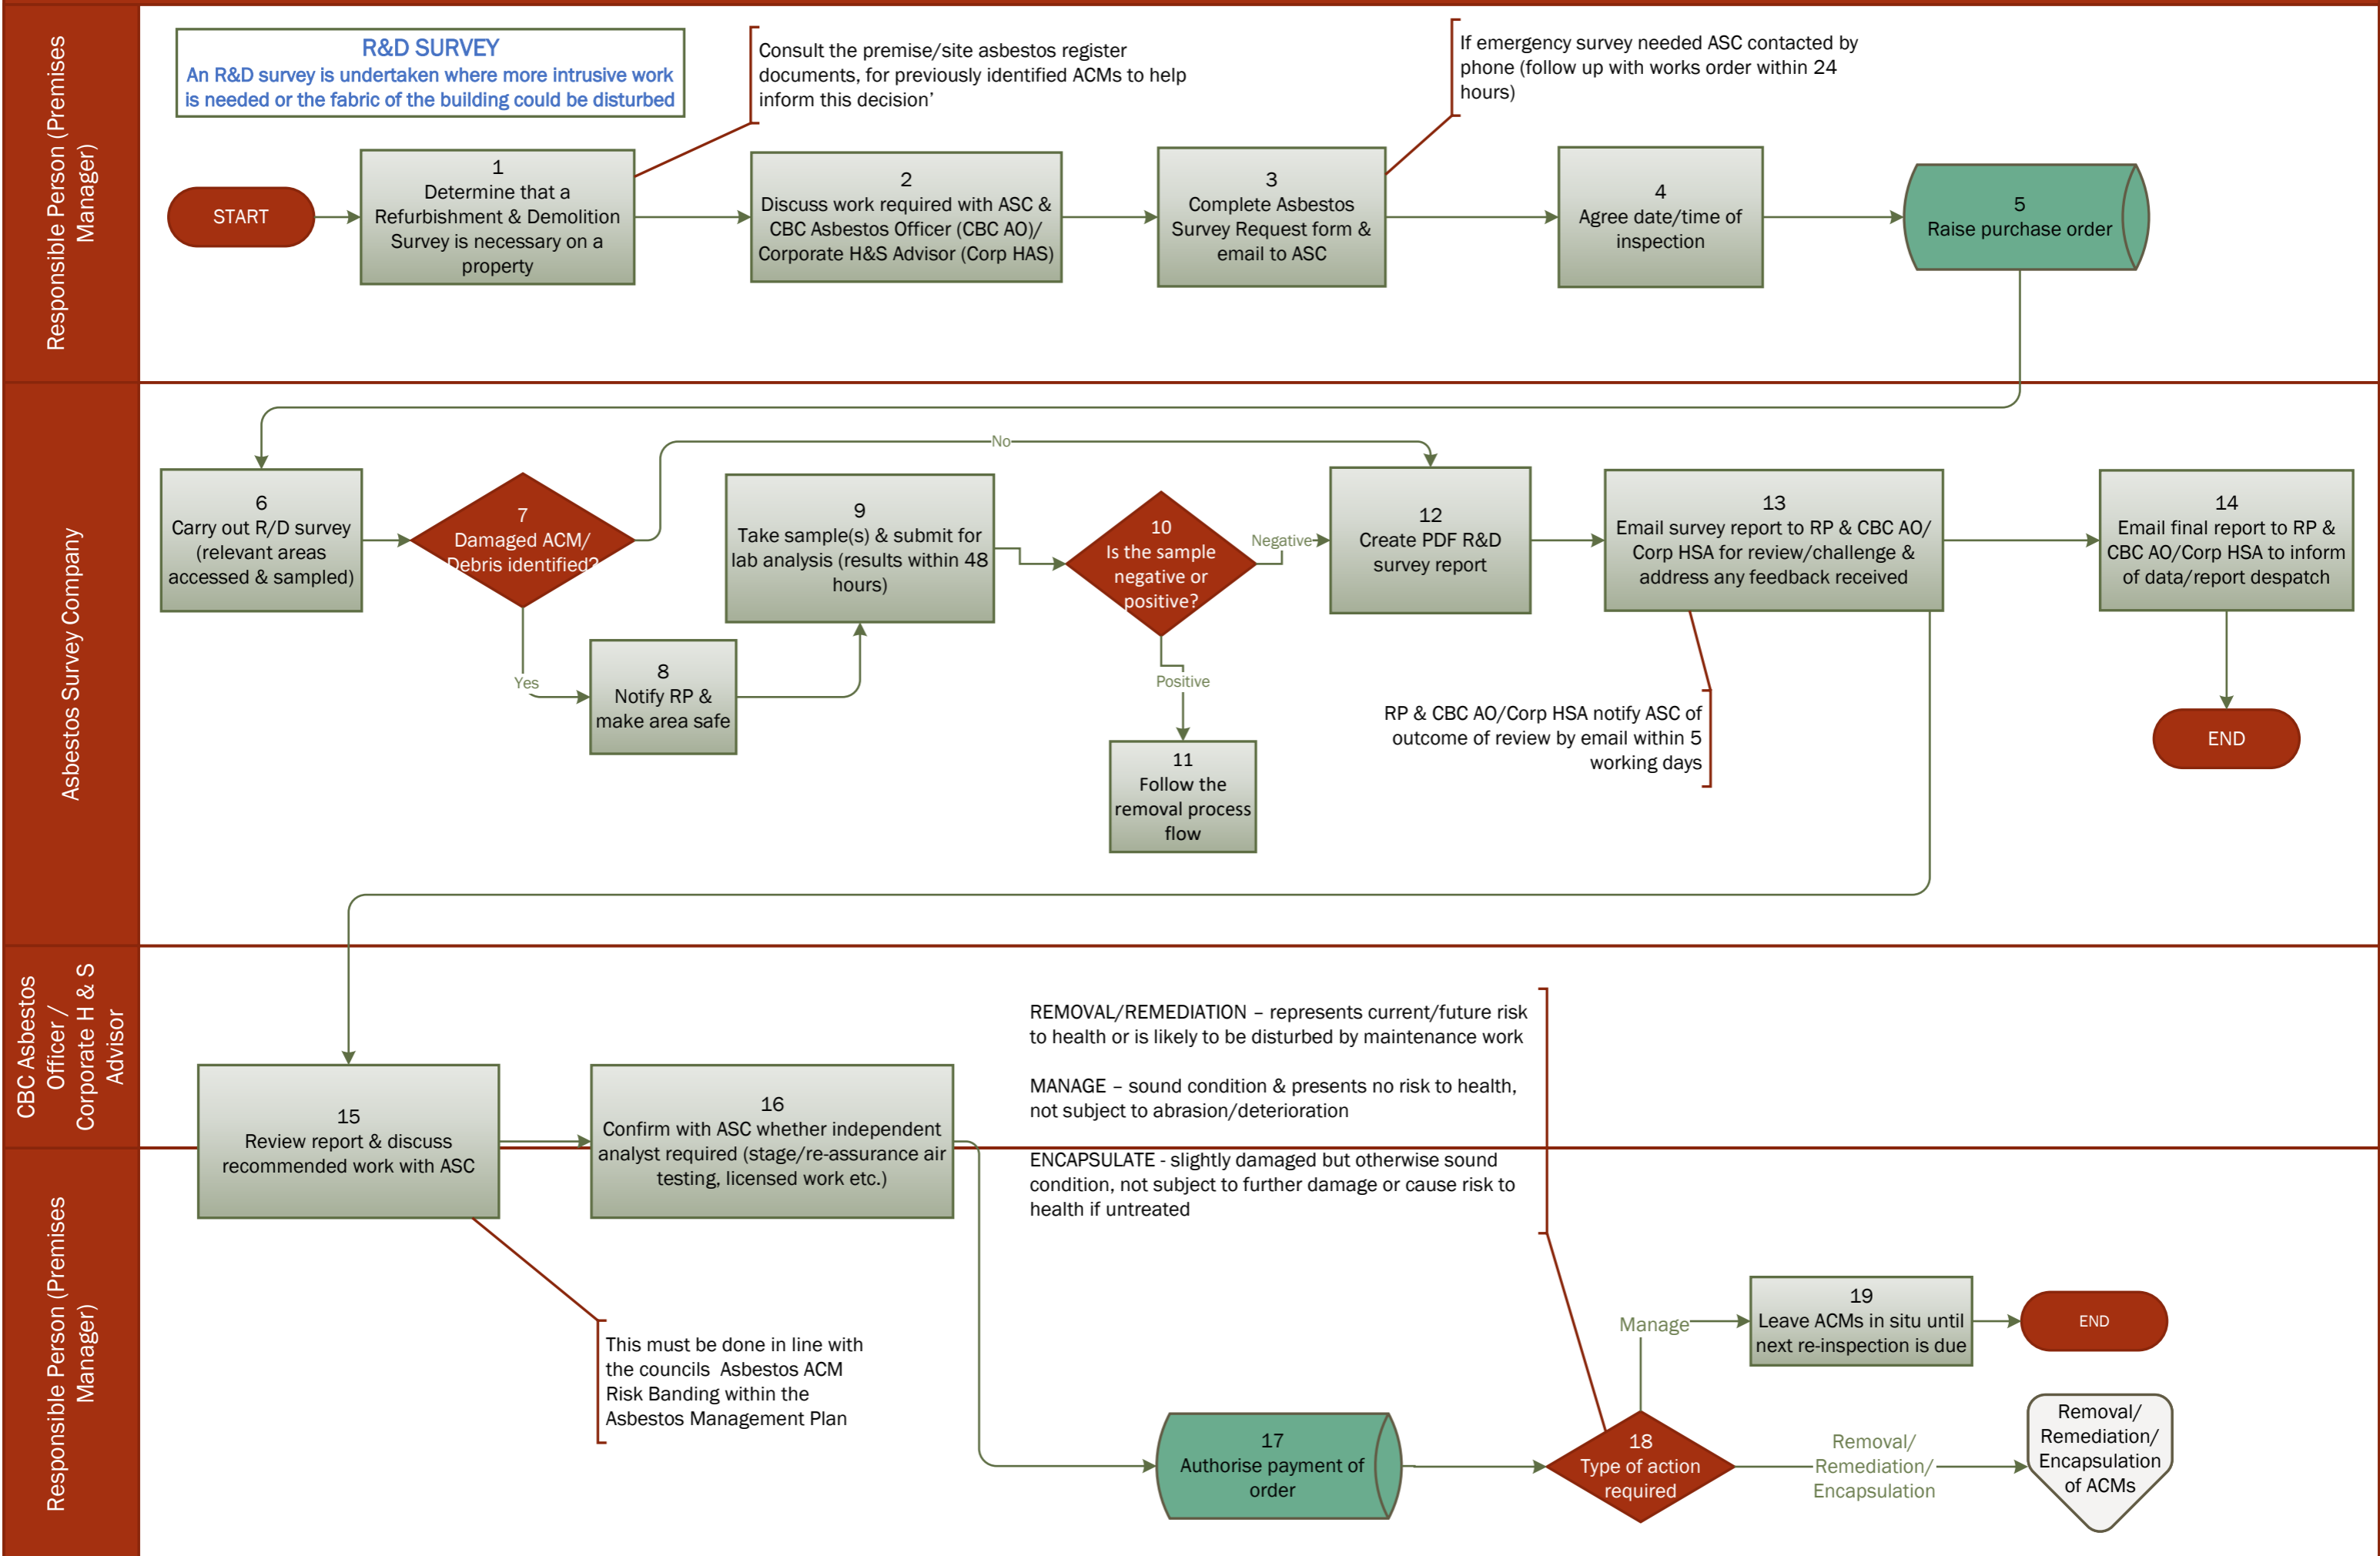 Responsible Person (Premises
Manager)
R&D SURVEY
An R&D survey is undertaken where more intrusive work
is needed or the fabric of the building could be disturbed
Consult the premise/site asbestos register
documents, for previously identified ACMs to help
inform this decision’
If emergency survey needed ASC contacted by
phone (follow up with works order within 24
hours)
START
1
Determine that a
Refurbishment & Demolition
Survey is necessary on a
property
2
Discuss work required with ASC &
CBC Asbestos Officer (CBC AO)/
Corporate H&S Advisor (Corp HAS)
3
Complete Asbestos
Survey Request form &
email to ASC
4
Agree date/time of
inspection
5
Raise purchase order
Asbestos Survey Company
No
6
Carry out R/D survey
(relevant areas
accessed & sampled)
7
Damaged ACM/
Debris identified?
Yes
8
Notify RP &
make area safe
9
Take sample(s) & submit for
lab analysis (results within 48
hours)
10
Is the sample
negative or
positive?
Negative
Positive
11
Follow the
removal process
flow
12
Create PDF R&D
survey report
13
Email survey report to RP & CBC AO/
Corp HSA for review/challenge &
address any feedback received
RP & CBC AO/Corp HSA notify ASC of
outcome of review by email within 5
working days
14
Email final report to RP &
CBC AO/Corp HSA to inform
of data/report despatch
END
CBC Asbestos
Officer /
Corporate H & S
Advisor
Responsible Person (Premises
Manager)
15
Review report & discuss
recommended work with ASC
16
Confirm with ASC whether independent
analyst required (stage/re-assurance air
testing, licensed work etc.)
REMOVAL/REMEDIATION – represents current/future risk
to health or is likely to be disturbed by maintenance work
MANAGE – sound condition & presents no risk to health,
not subject to abrasion/deterioration
ENCAPSULATE - slightly damaged but otherwise sound
condition, not subject to further damage or cause risk to
health if untreated
This must be done in line with
the councils  Asbestos ACM
Risk Banding within the
Asbestos Management Plan
17
Authorise payment of
order
18
Type of action
required
Manage
19
Leave ACMs in situ until
next re-inspection is due
END
Removal/
Remediation/
Encapsulation
Removal/
Remediation/
Encapsulation
of ACMs